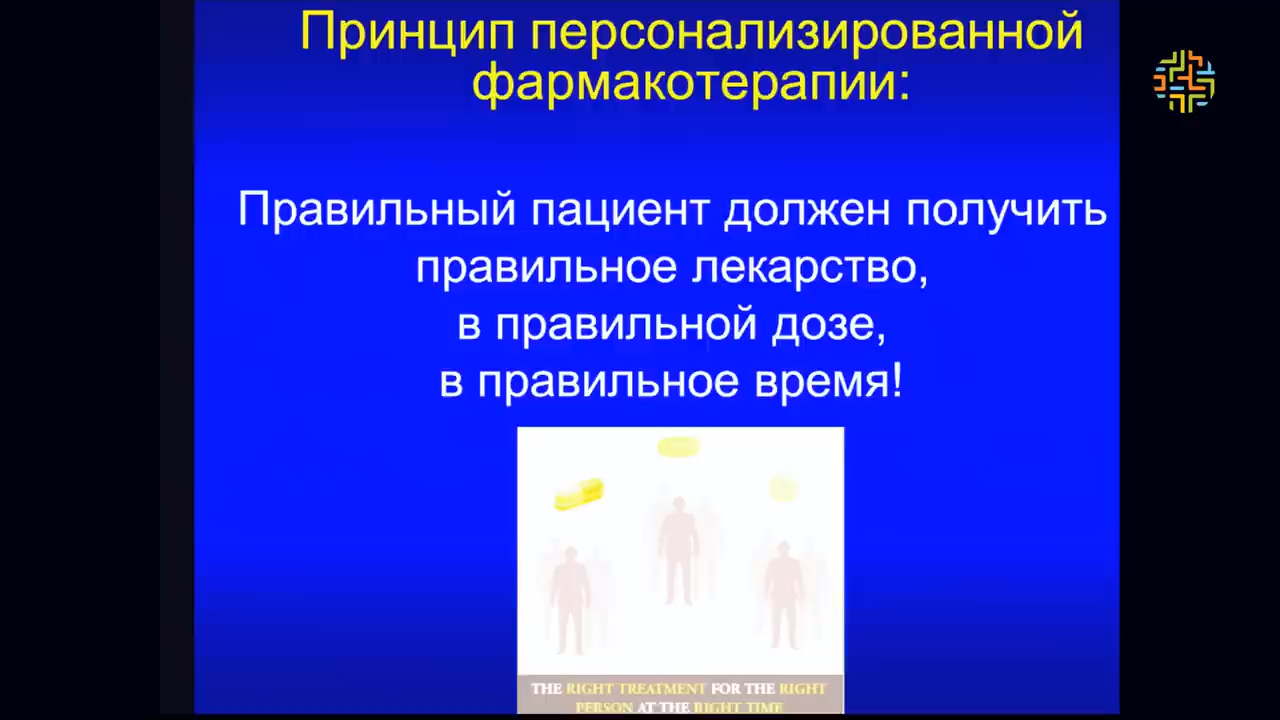 Принцип персонализированной
фармакотерапии:
Правильный пациент должен получить
правильное лекарство,
в правильной дозе,
в правильное время!
THE RIGHT TREATMENT FOR THE RIGHT
PERSON AT THE RIGHT TIME